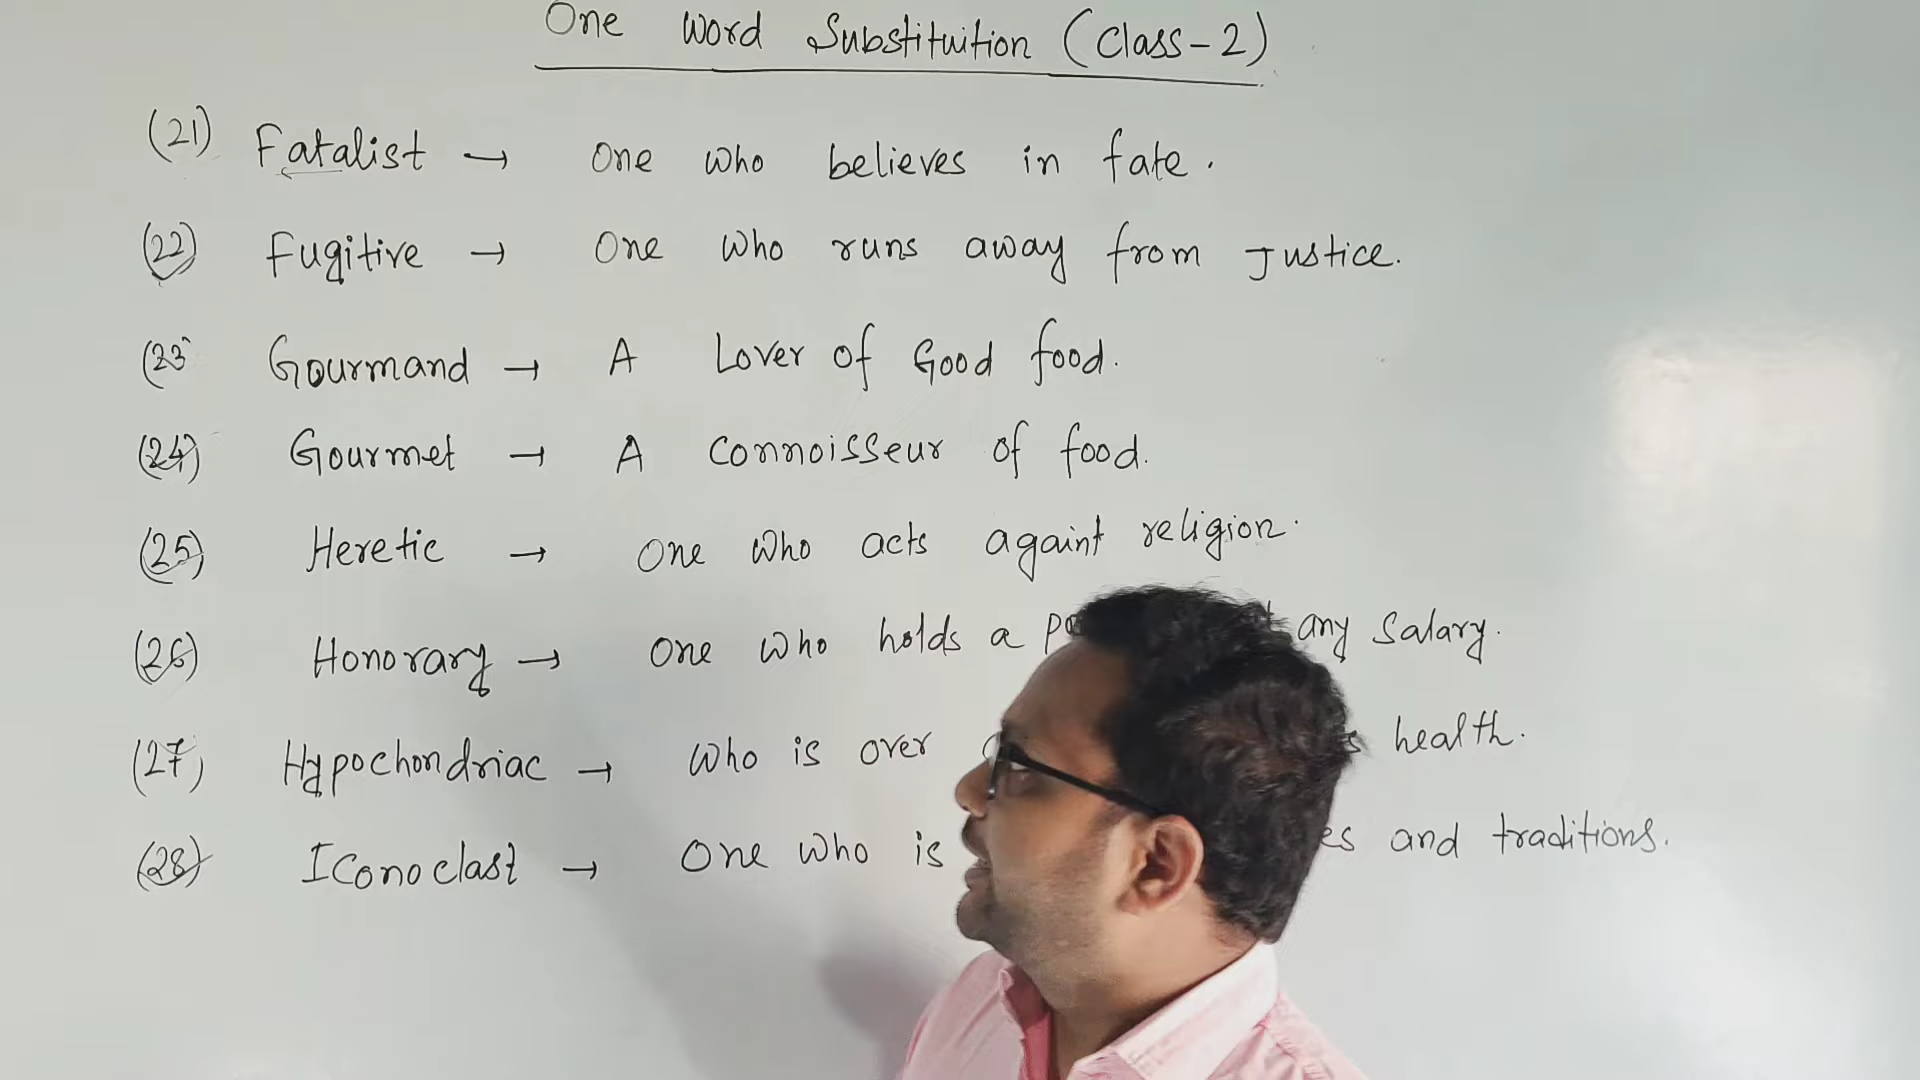 One Word Substituition (Class-2)
(21) Fatalist → One who believes in fate.
(22) Fugitive → One who runs away from Justice.
(23 Gourmand → A Lover of Good food.
(24) Gourmet → A connoisseur of food.
(25) Heretic → One who acts againt religion.
(26) Honorary → One who holds a any salary.
(27) Hypochondriac → Who is over health.
(28) Iconoclast → One who is and traditions.